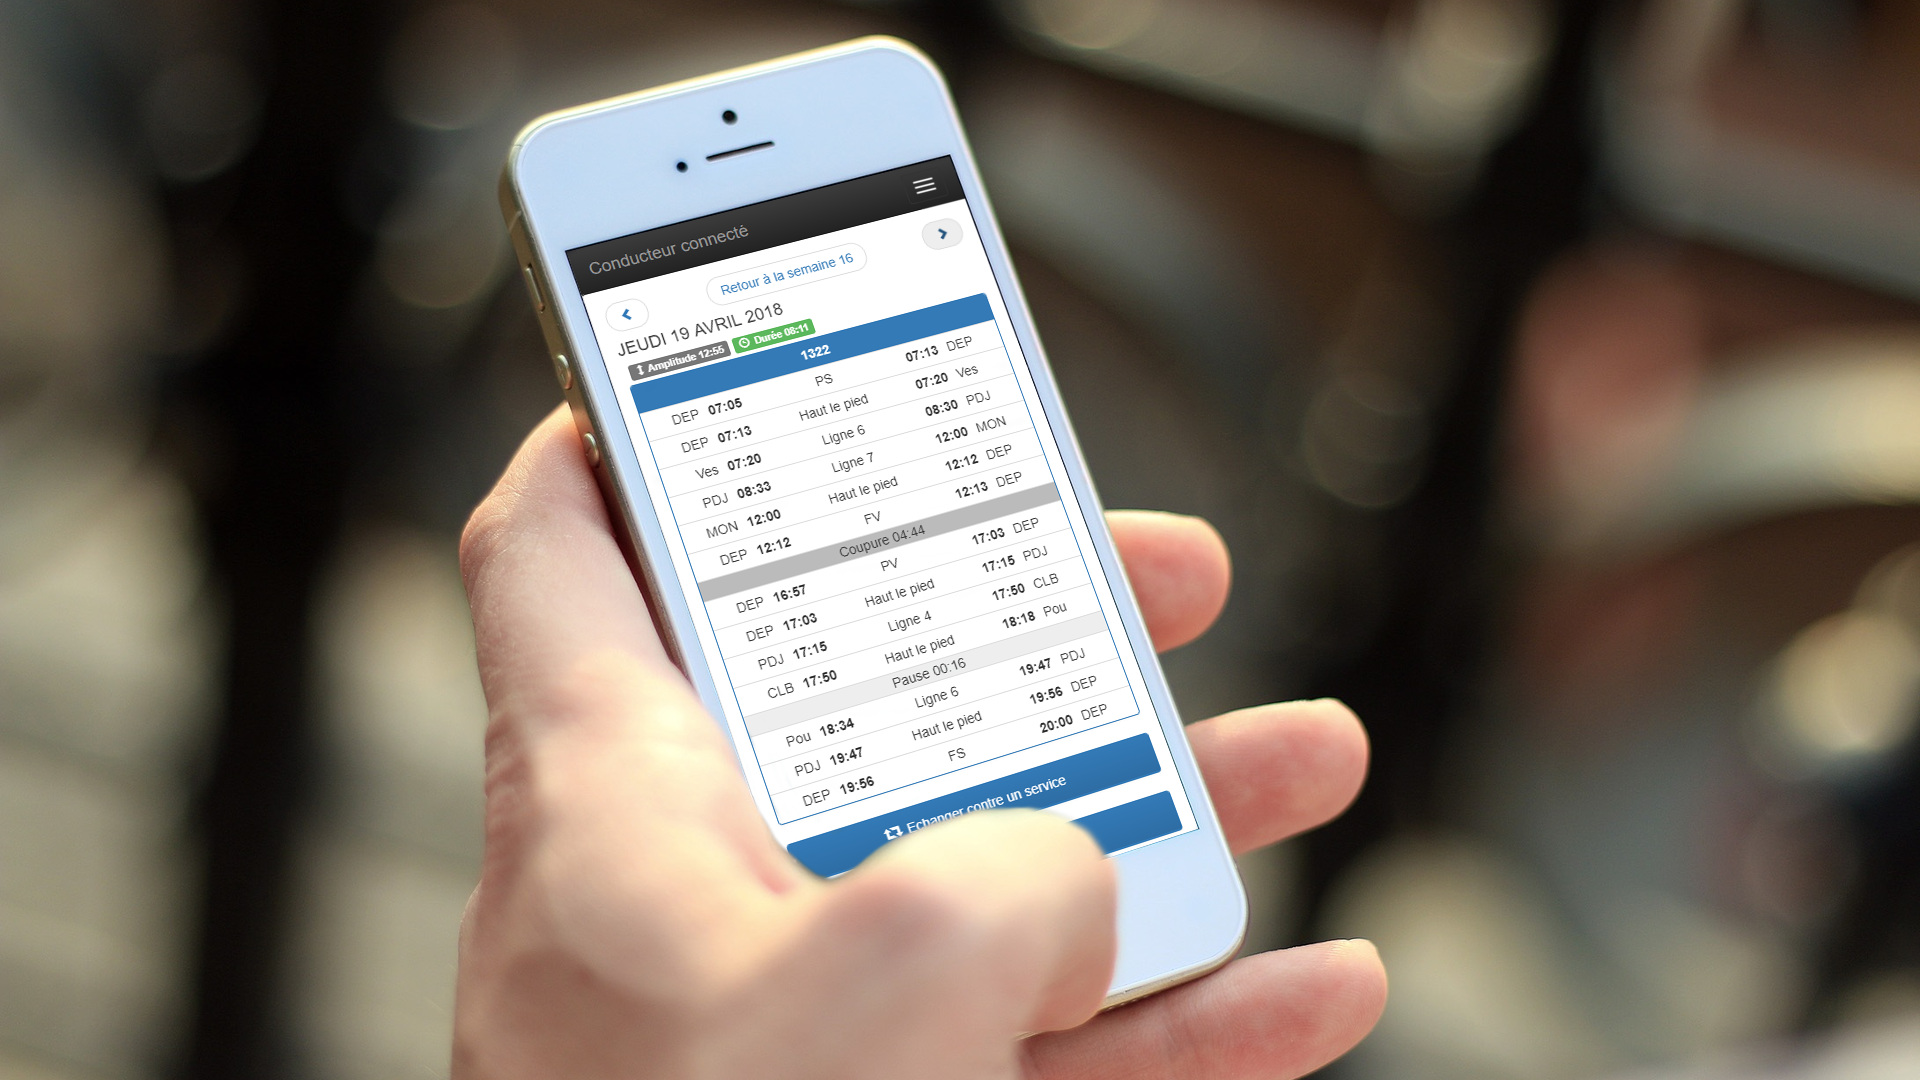 Conducteur connecté
Retour à la semaine 16
JEUDI 19 AVRIL 2018
Amplitude 12:55 Durée 08:11
1322
DEP 07:05 PS 07:13 DEP
DEP 07:13 Haut le pied 07:20 Ves
Ves 07:20 Ligne 6 08:30 PDJ
PDJ 08:33 Ligne 7 12:00 MON
MON 12:00 Haut le pied 12:12 DEP
DEP 12:12 FV 12:13 DEP
Coupure 04:44
DEP 16:57 PV 17:03 DEP
DEP 17:03 Haut le pied 17:15 PDJ
PDJ 17:15 Ligne 4 17:50 CLB
CLB 17:50 Haut le pied 18:18 Pou
Pause 00:16
Pou 18:34 Ligne 6 19:47 PDJ
PDJ 19:47 Haut le pied 19:56 DEP
DEP 19:56 FS 20:00 DEP
Echanger contre un service